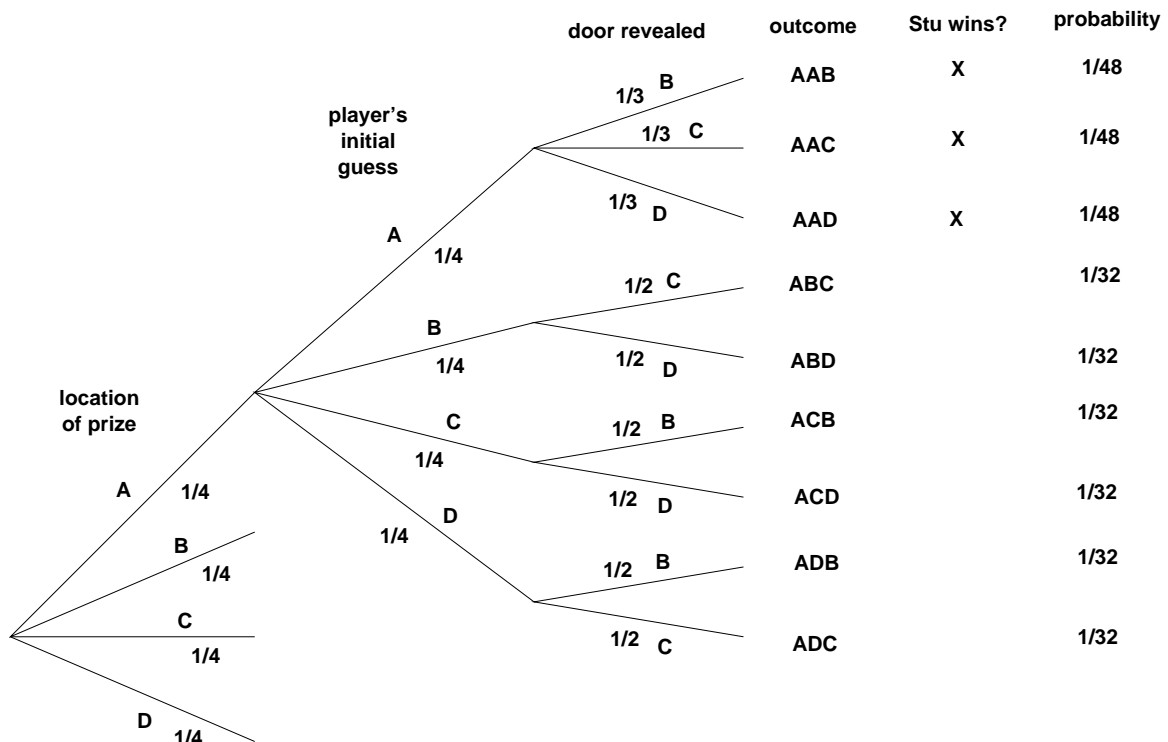 door revealed outcome Stu wins? probability
player's
initial
guess
location
of prize
A 1/4
B 1/4
C 1/4
D 1/4
A 1/4
B 1/4
C 1/4
D 1/4
1/3 B AAB X 1/48
1/3 C AAC X 1/48
1/3 D AAD X 1/48
1/2 C ABC 1/32
1/2 D ABD 1/32
1/2 B ACB 1/32
1/2 D ACD 1/32
1/2 B ADB 1/32
1/2 C ADC 1/32